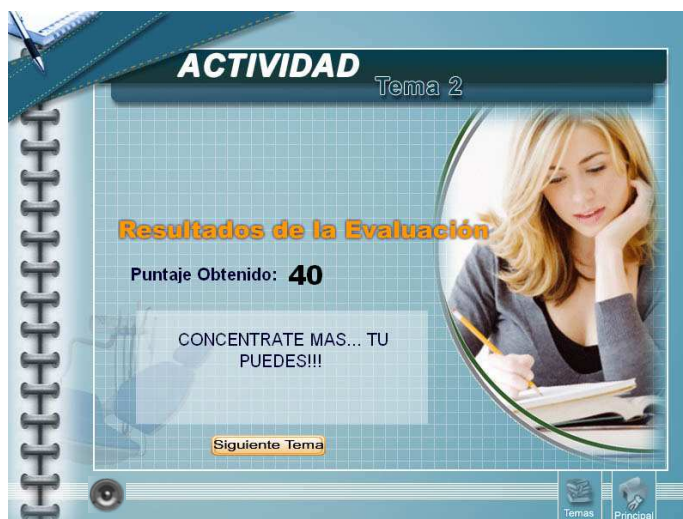 ACTIVIDAD
Tema 2
Resultados de la Evaluación
Puntaje Obtenido: 40
CONCENTRATE MAS... TU
PUEDES!!!
Siguiente Tema
Temas
Principal